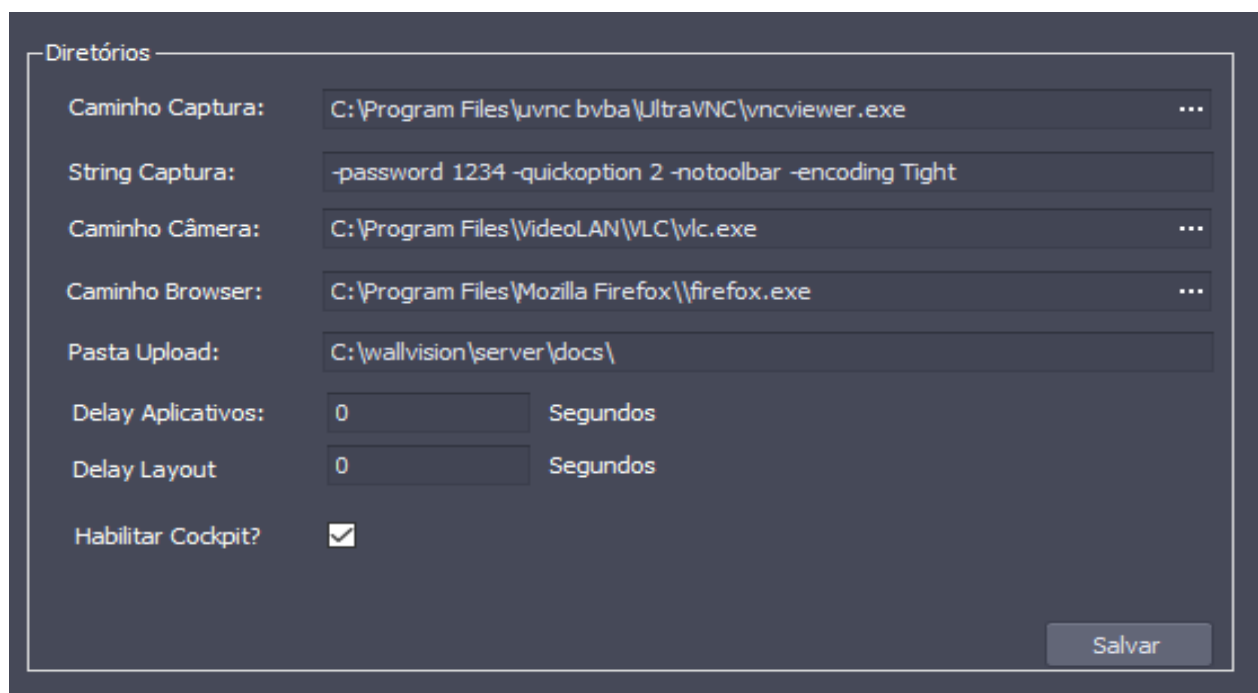 Diretórios
Caminho Captura: C:\Program Files\uvnc bvba\UltraVNC\vncviewer.exe ...
String Captura: -password 1234 -quickoption 2 -notoolbar -encoding Tight
Caminho Câmera: C:\Program Files\VideoLAN\VLC\vlc.exe ...
Caminho Browser: C:\Program Files\Mozilla Firefox\\firefox.exe ...
Pasta Upload: C:\wallvision\server\docs\
Delay Aplicativos: 0 Segundos
Delay Layout 0 Segundos
Habilitar Cockpit?
Salvar